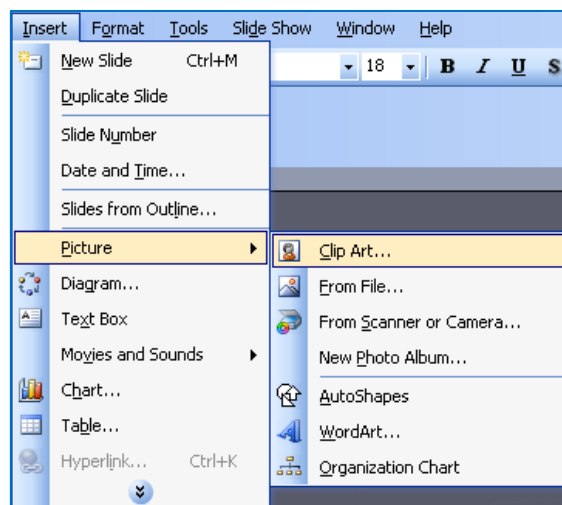 Insert Format Tools Slide Show Window Help
18 B I U S
New Slide Ctrl+M
Duplicate Slide
Slide Number
Date and Time...
Slides from Outline...
Picture
Diagram...
Text Box
Movies and Sounds
Chart...
Table...
Hyperlink... Ctrl+K
Clip Art...
From File...
From Scanner or Camera...
New Photo Album...
AutoShapes
WordArt...
Organization Chart